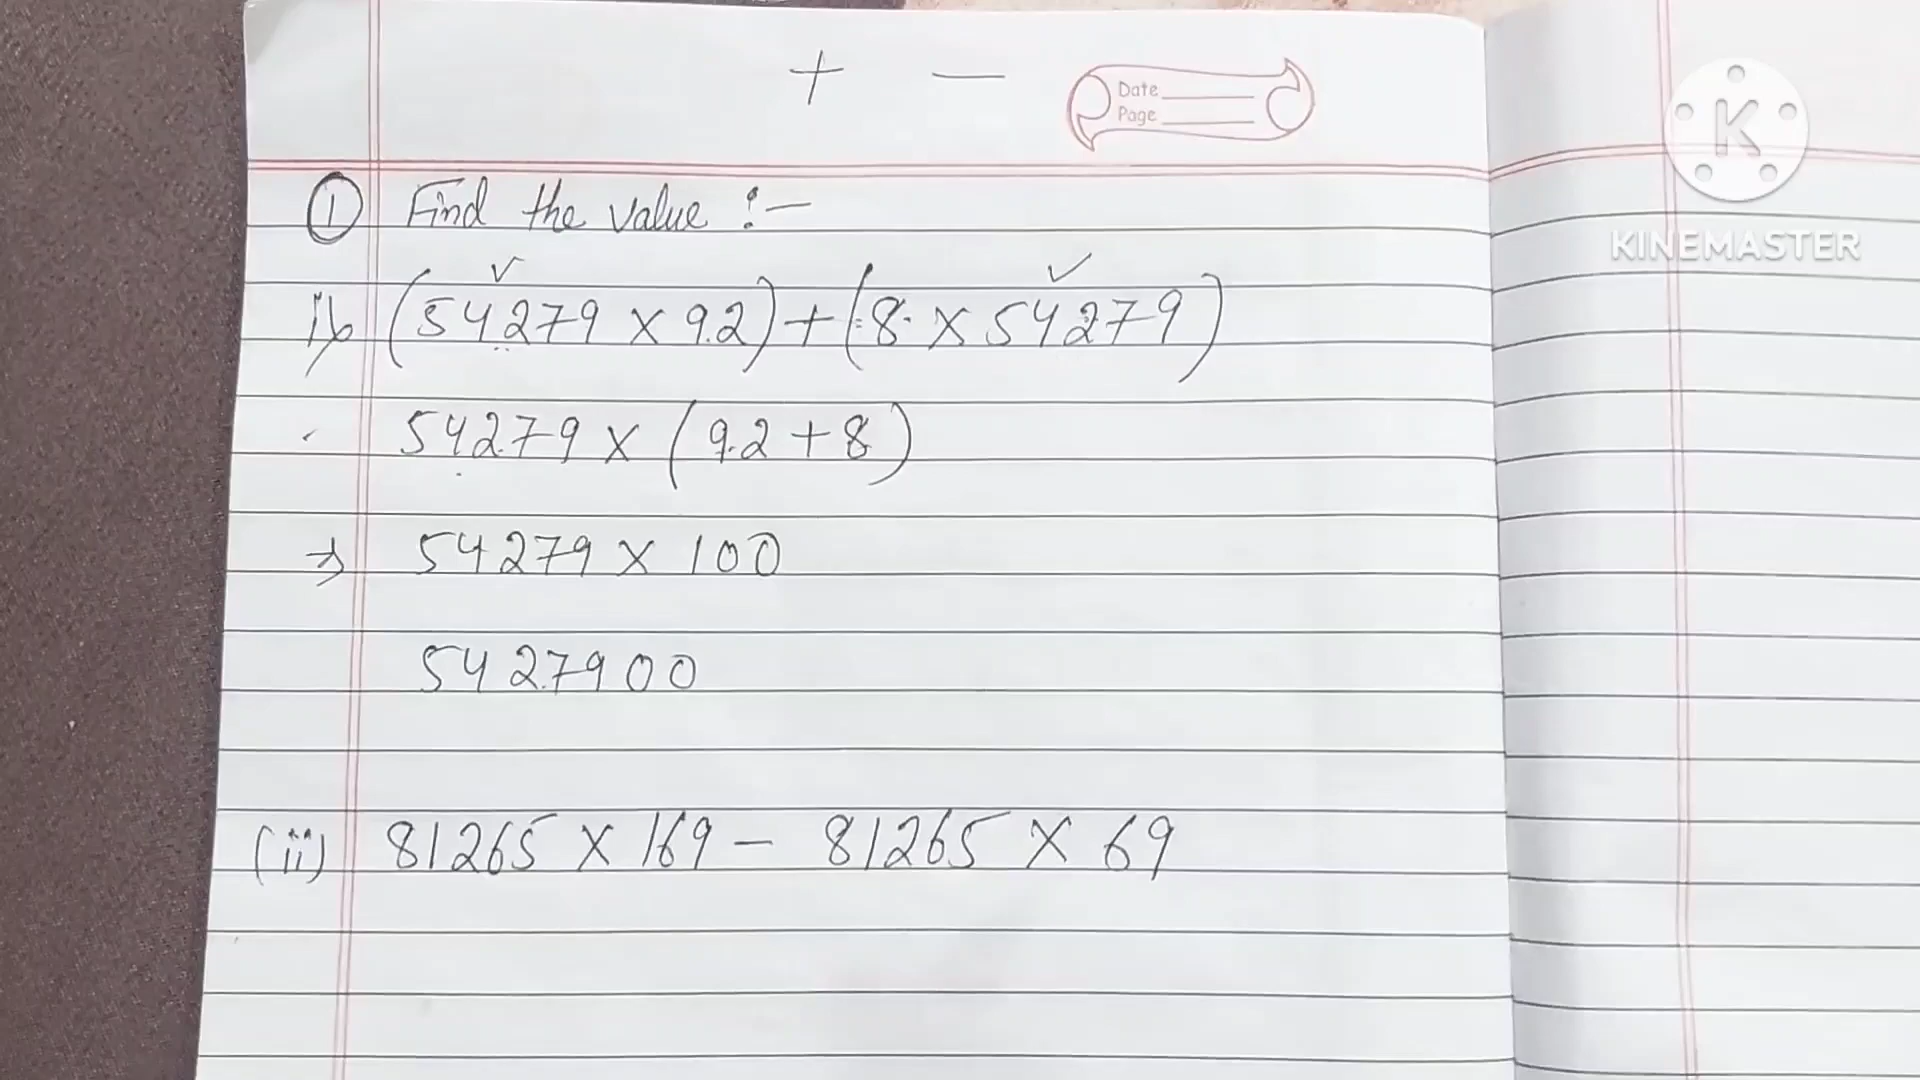 + —
Date
Page
① Find the value :-
i) (54279 × 92) + (8 × 54279)
54279 × (92 + 8)
⇒ 54279 × 100
5427900
(ii) 81265 × 169 - 81265 × 69
K
KINEMASTER